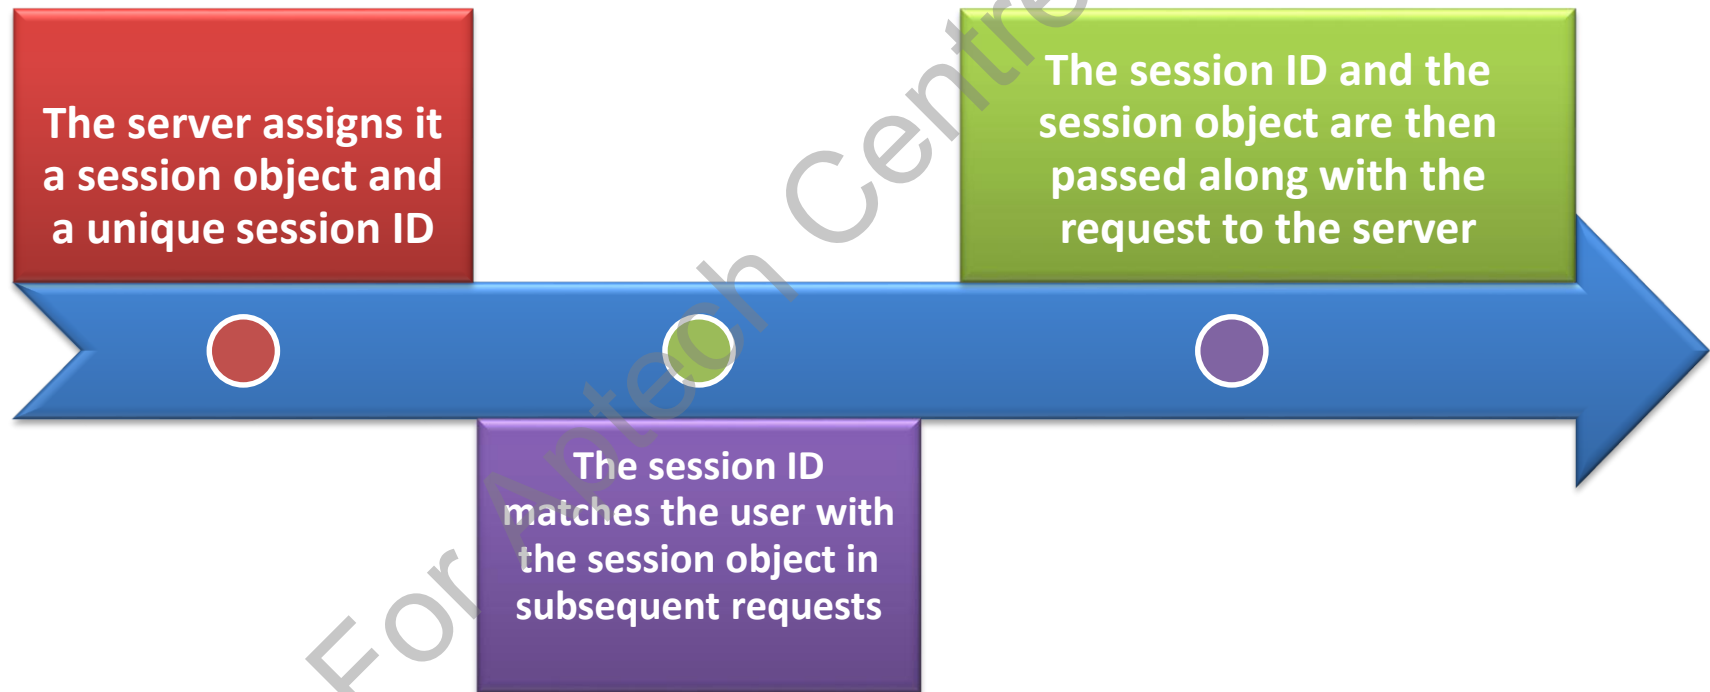 The server assigns it
a session object and
a unique session ID
The session ID
matches the user with
the session object in
subsequent requests
The session ID and the
session object are then
passed along with the
request to the server
For Aptech Centre